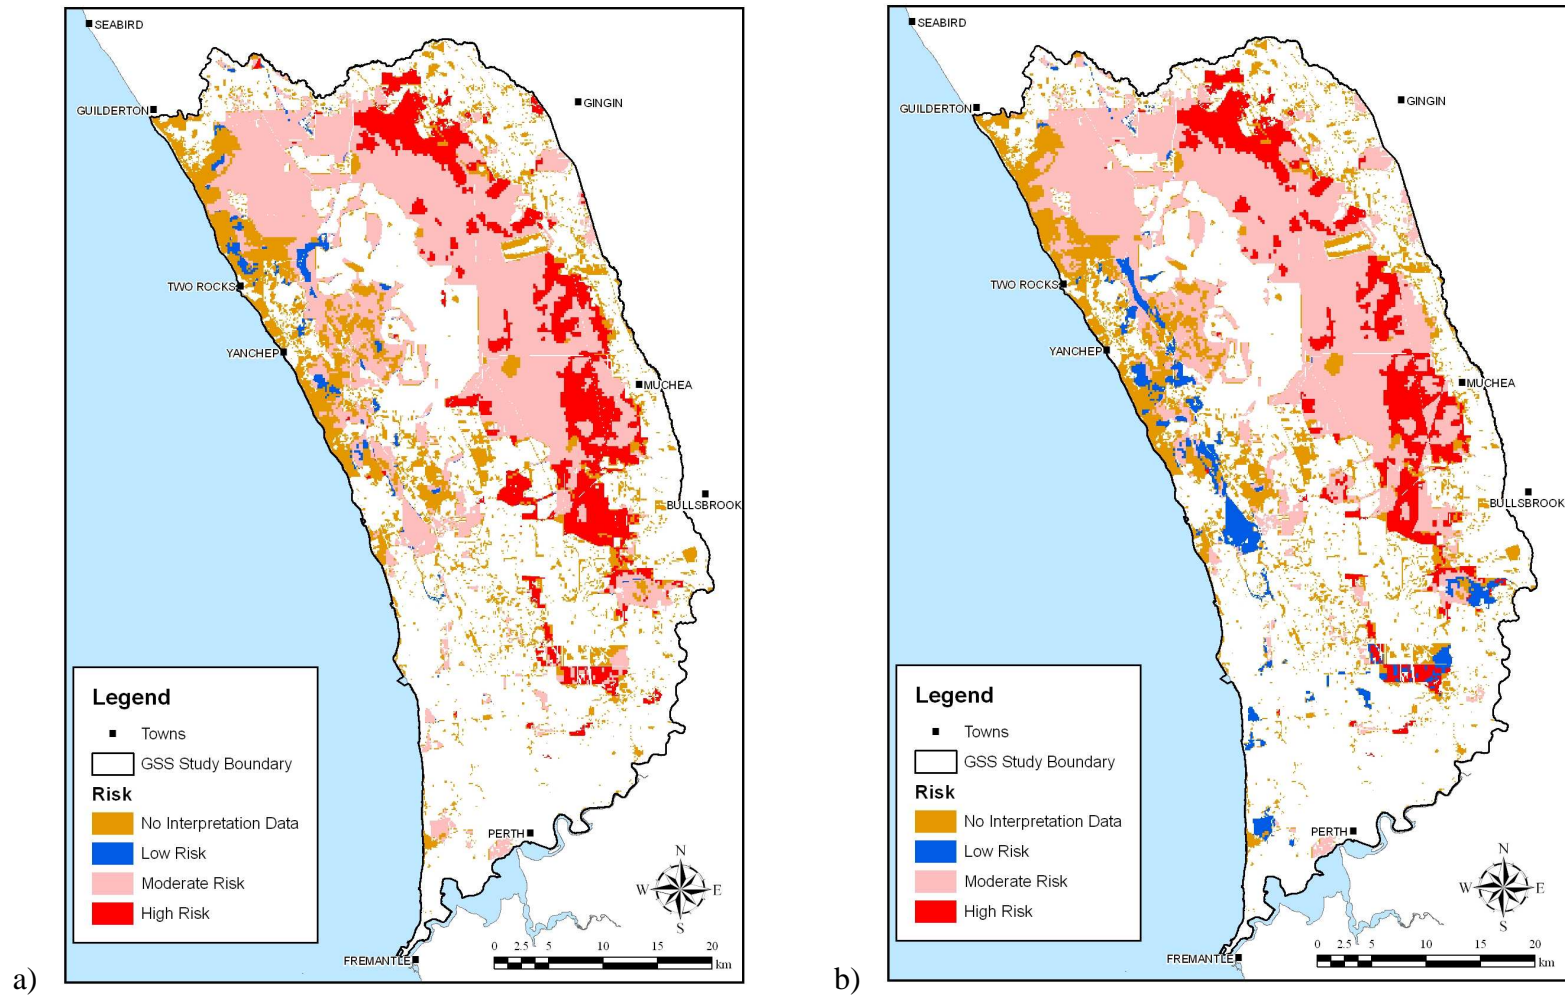 SEABIRD
GUILDERTON
GINGIN
TWO ROCKS
YANCHEP
MUCHEA
BULLSBROOK
PERTH
FREMANTLE
Legend
Towns
GSS Study Boundary
Risk
No Interpretation Data
Low Risk
Moderate Risk
High Risk
N
W E
S
0 2.5 5 10 15 20
km
a)
SEABIRD
GUILDERTON
GINGIN
TWO ROCKS
YANCHEP
MUCHEA
BULLSBROOK
PERTH
FREMANTLE
Legend
Towns
GSS Study Boundary
Risk
No Interpretation Data
Low Risk
Moderate Risk
High Risk
N
W E
S
0 2.5 5 10 15 20
km
b)